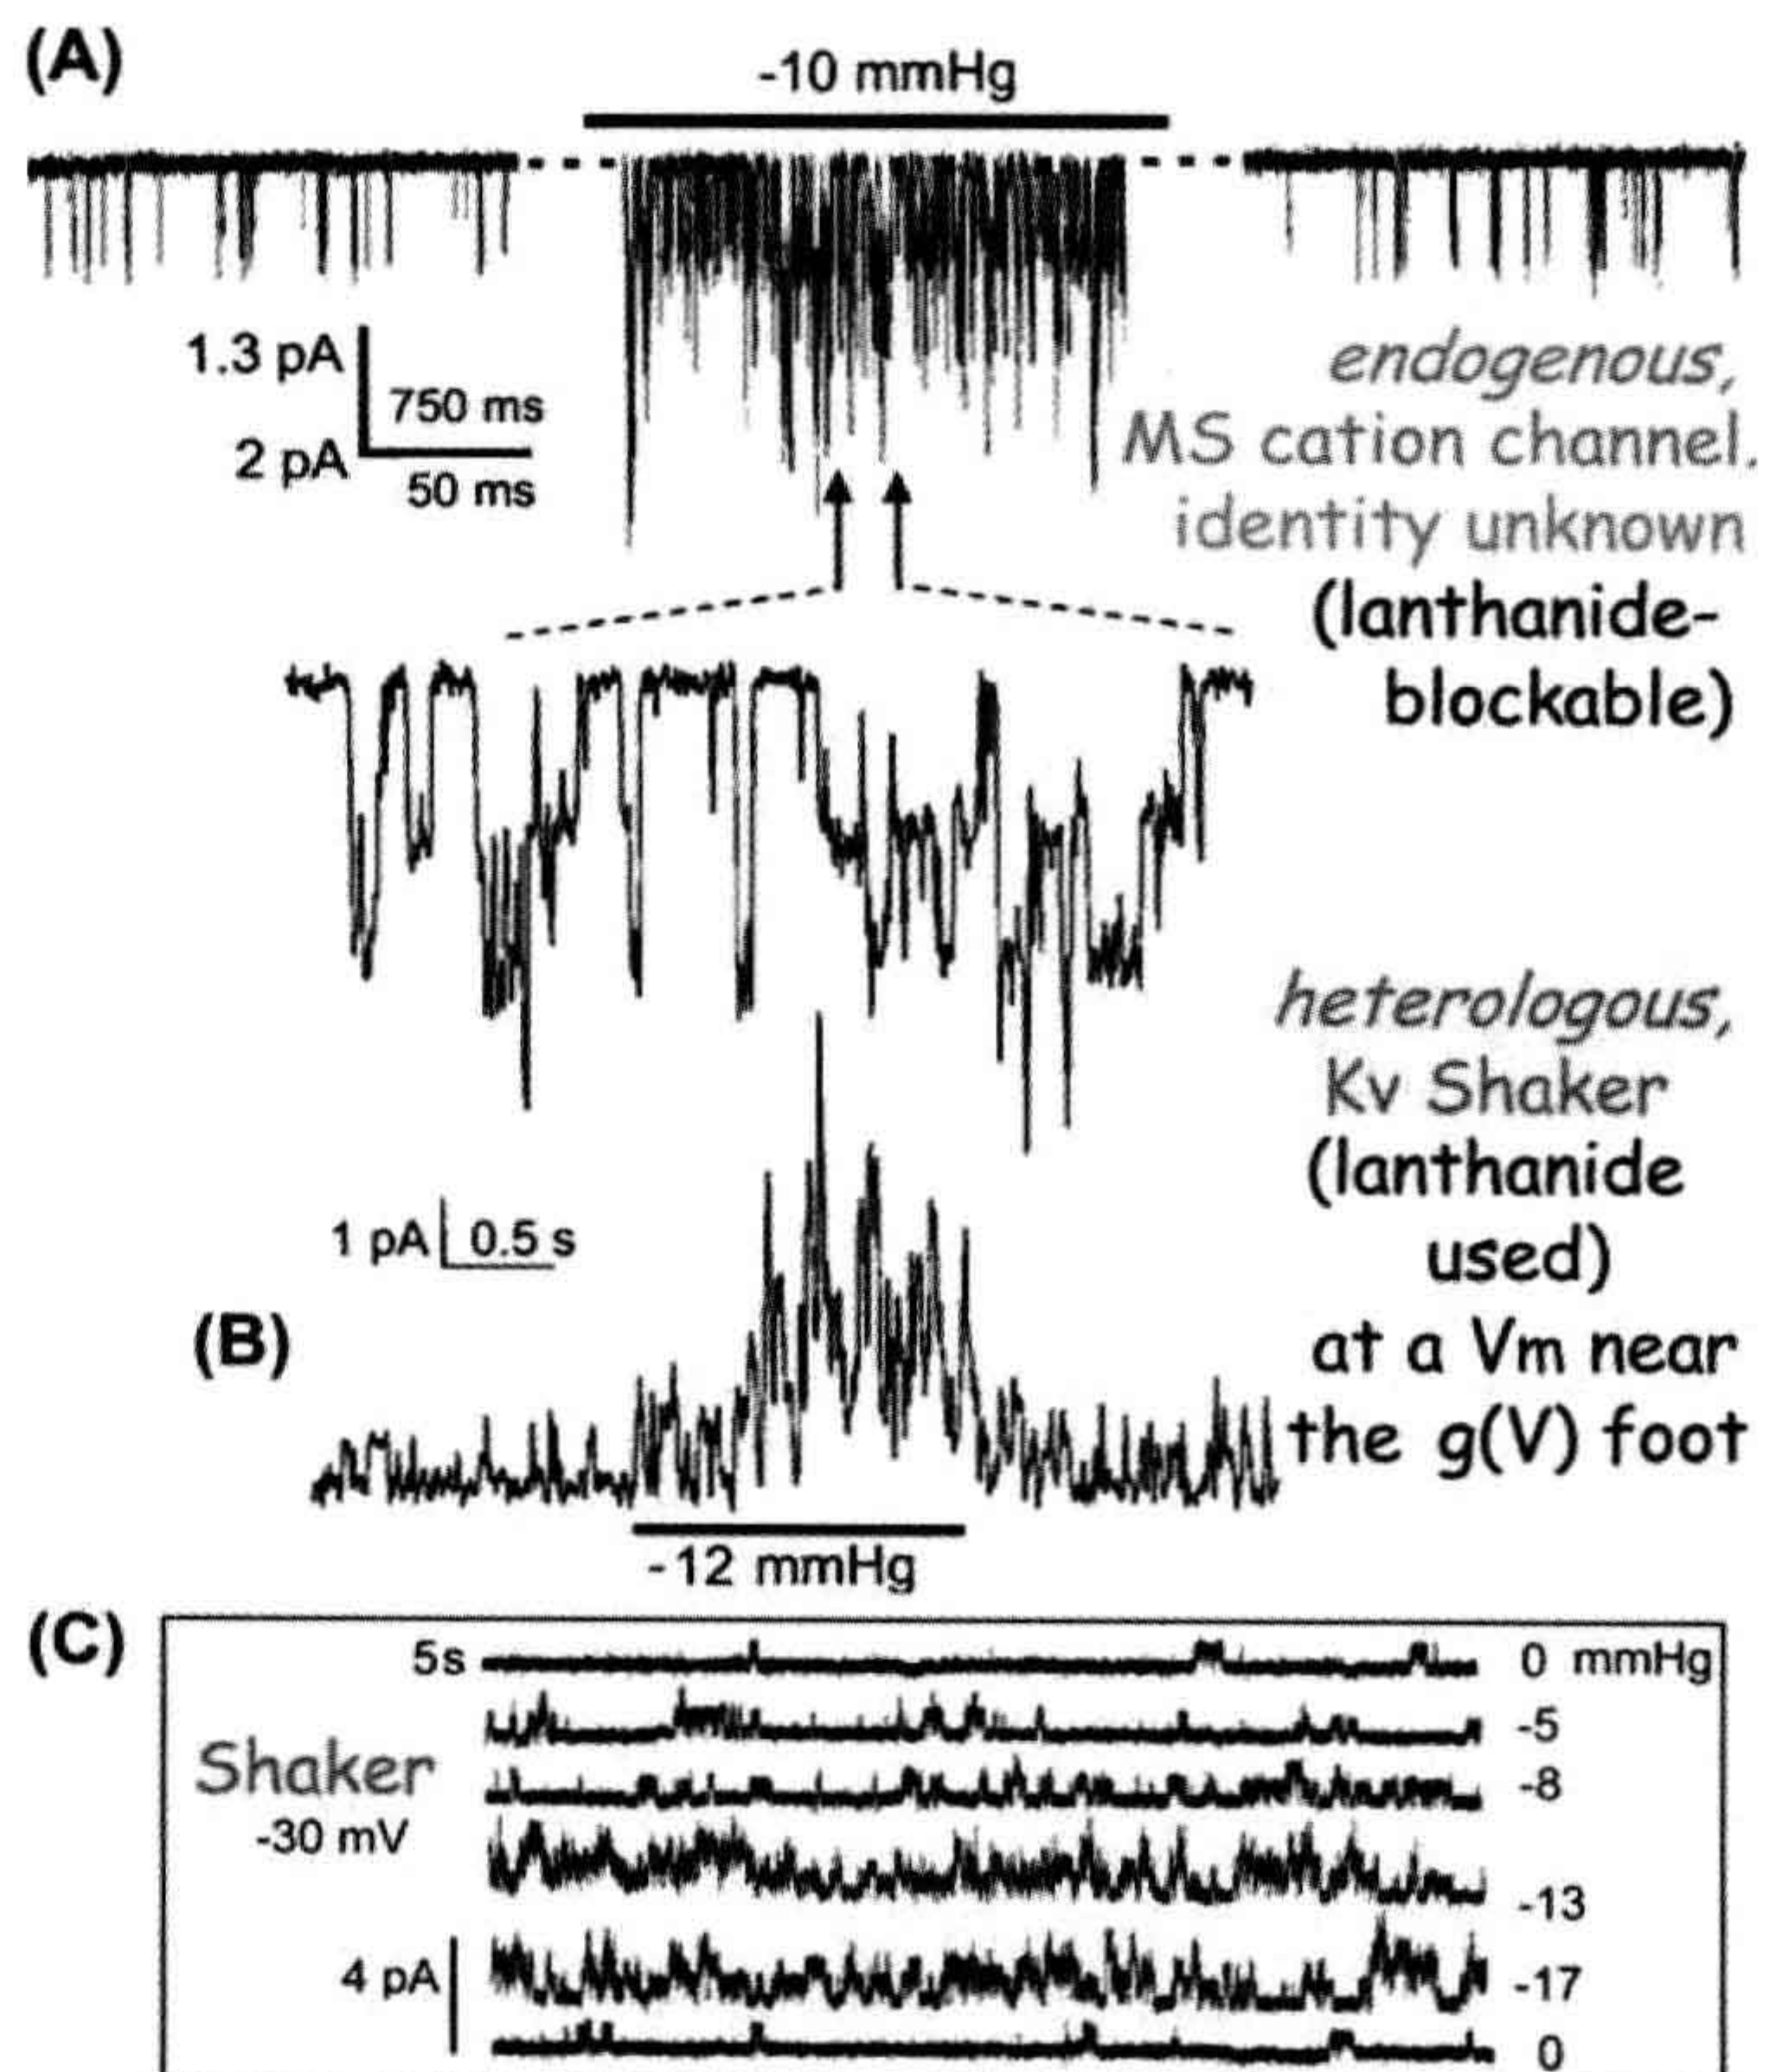 (A)
-10 mmHg
1.3 pA
750 ms
2 pA
50 ms
endogenous,
MS cation channel.
identity unknown
(lanthanide-
blockable)
heterologous,
Kv Shaker
(lanthanide
used)
at a Vm near
the g(V) foot
1 pA 0.5 s
(B)
-12 mmHg
(C)
5s 0 mmHg
-5
Shaker
-8
-30 mV
-13
4 pA -17
0